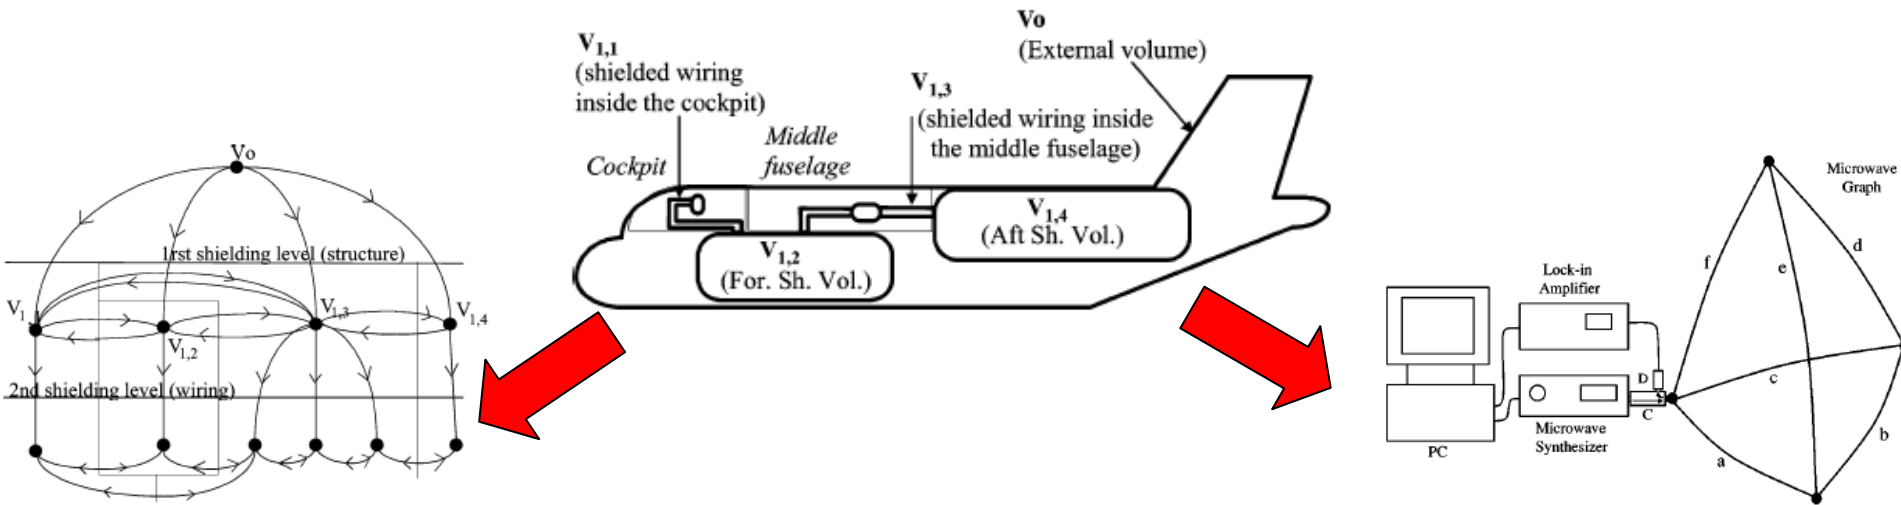 Vo
1rst shielding level (structure)
V1
V1,2
V1,3
V1,4
2nd shielding level (wiring)
V1,1
(shielded wiring
inside the cockpit)
Cockpit
Middle
fuselage
V1,3
(shielded wiring inside
the middle fuselage)
Vo
(External volume)
V1,2
(For. Sh. Vol.)
V1,4
(Aft Sh. Vol.)
Microwave
Graph
Lock-in
Amplifier
Microwave
Synthesizer
PC
D
C
a
b
c
d
e
f